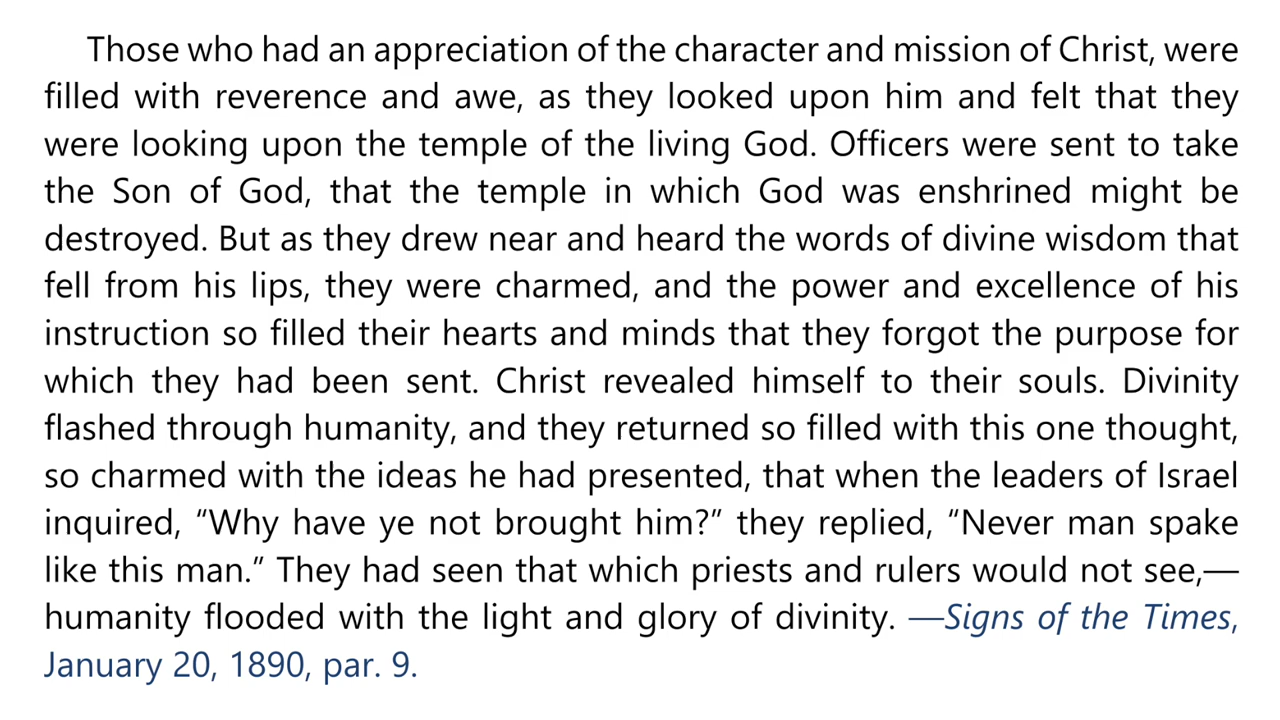 Those who had an appreciation of the character and mission of Christ, were
filled with reverence and awe, as they looked upon him and felt that they
were looking upon the temple of the living God. Officers were sent to take
the Son of God, that the temple in which God was enshrined might be
destroyed. But as they drew near and heard the words of divine wisdom that
fell from his lips, they were charmed, and the power and excellence of his
instruction so filled their hearts and minds that they forgot the purpose for
which they had been sent. Christ revealed himself to their souls. Divinity
flashed through humanity, and they returned so filled with this one thought,
so charmed with the ideas he had presented, that when the leaders of Israel
inquired, “Why have ye not brought him?” they replied, “Never man spake
like this man.” They had seen that which priests and rulers would not see,—
humanity flooded with the light and glory of divinity. —Signs of the Times,
January 20, 1890, par. 9.